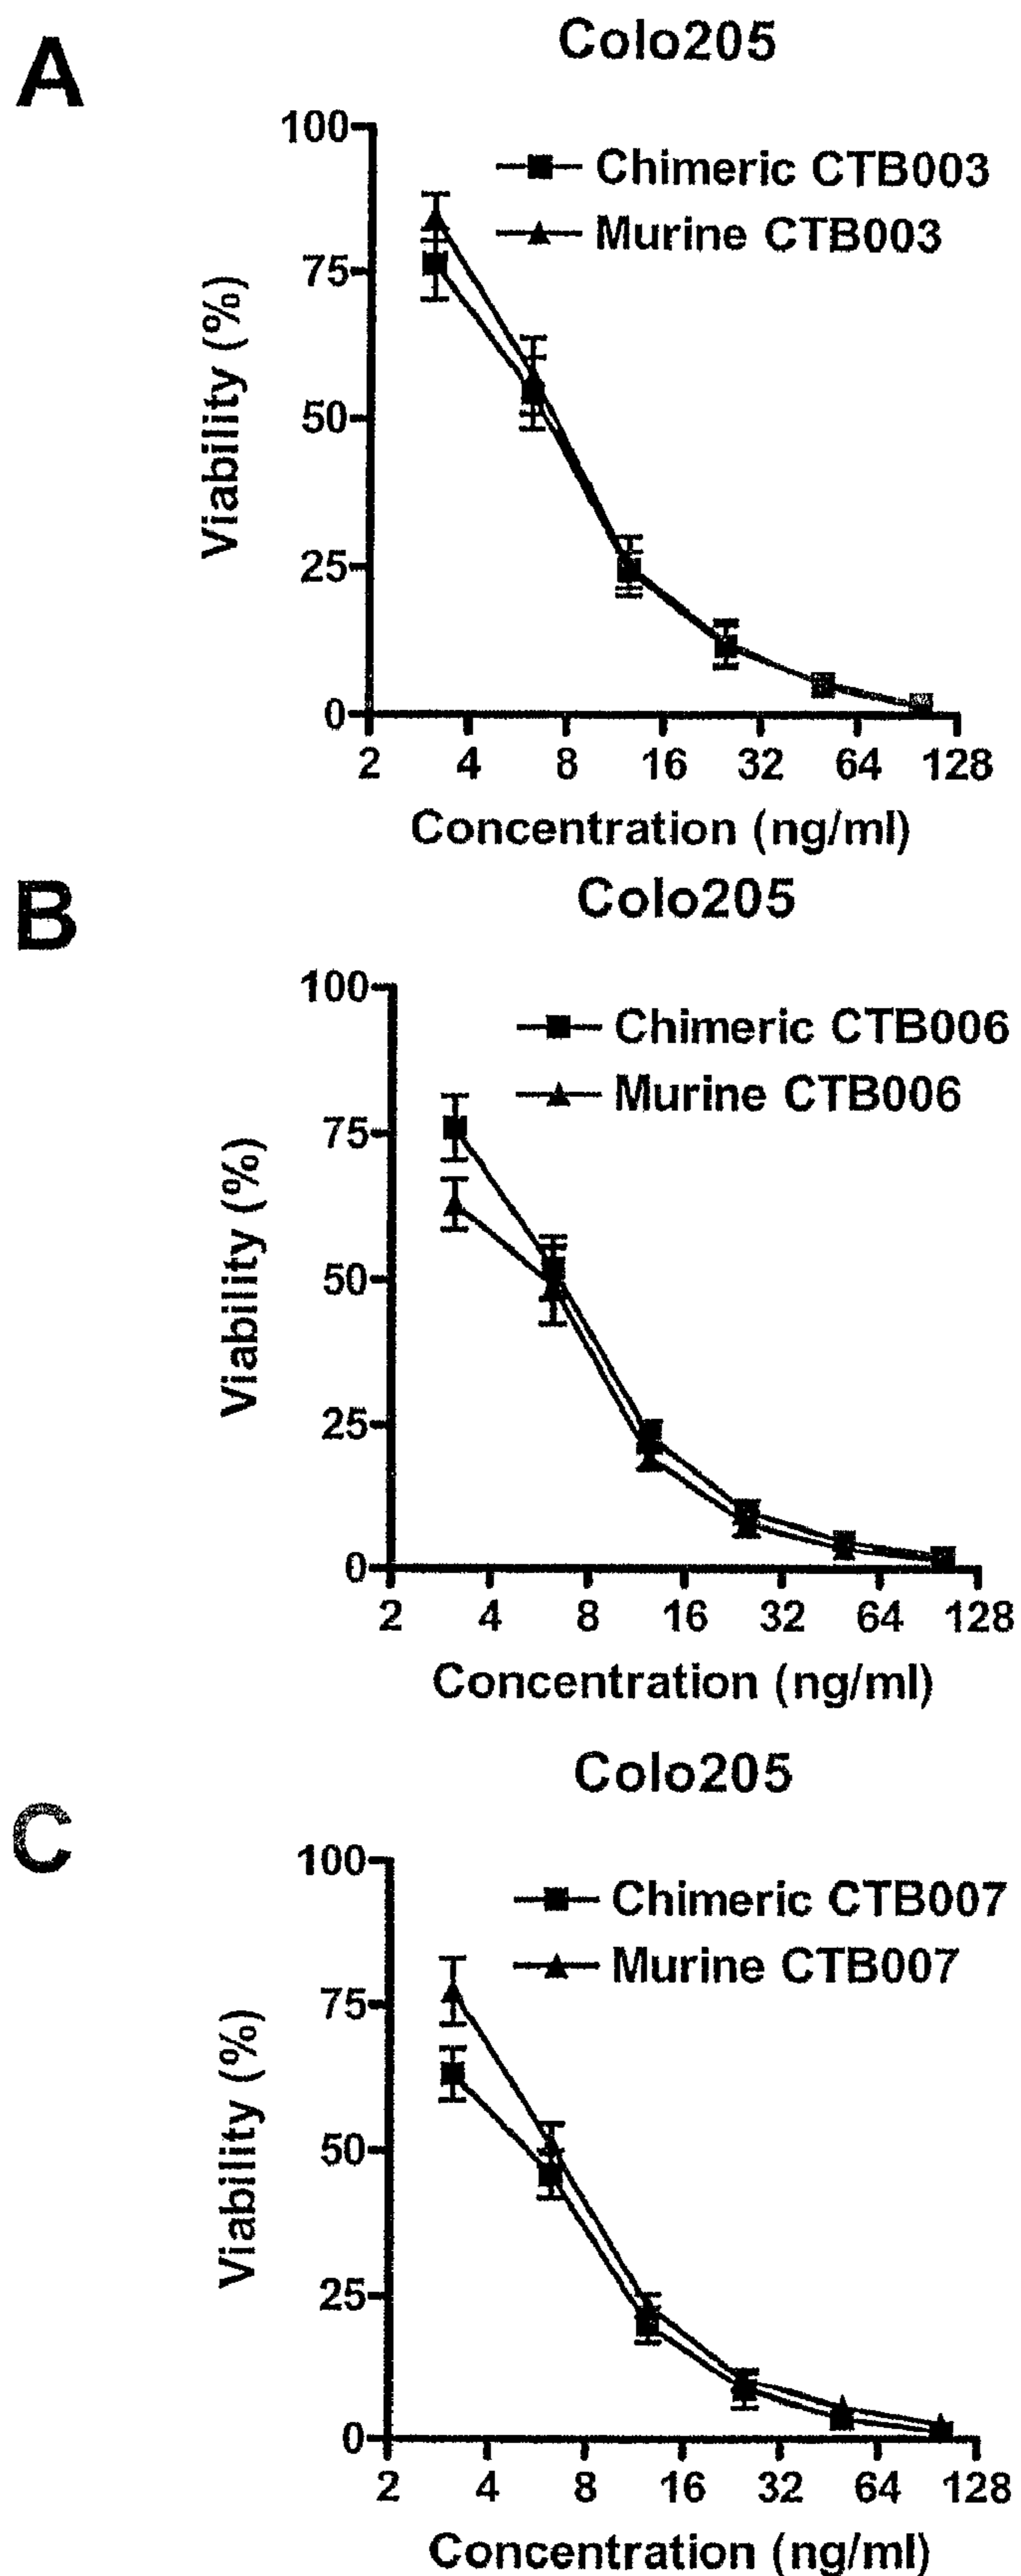 A
Colo205
100
Chimeric CTB003
Murine CTB003
75
50
25
0
Viability (%)
2 4 8 16 32 64 128
Concentration (ng/ml)
B
Colo205
100
Chimeric CTB006
Murine CTB006
75
50
25
0
Viability (%)
2 4 8 16 32 64 128
Concentration (ng/ml)
C
Colo205
100
Chimeric CTB007
Murine CTB007
75
50
25
0
Viability (%)
2 4 8 16 32 64 128
Concentration (ng/ml)